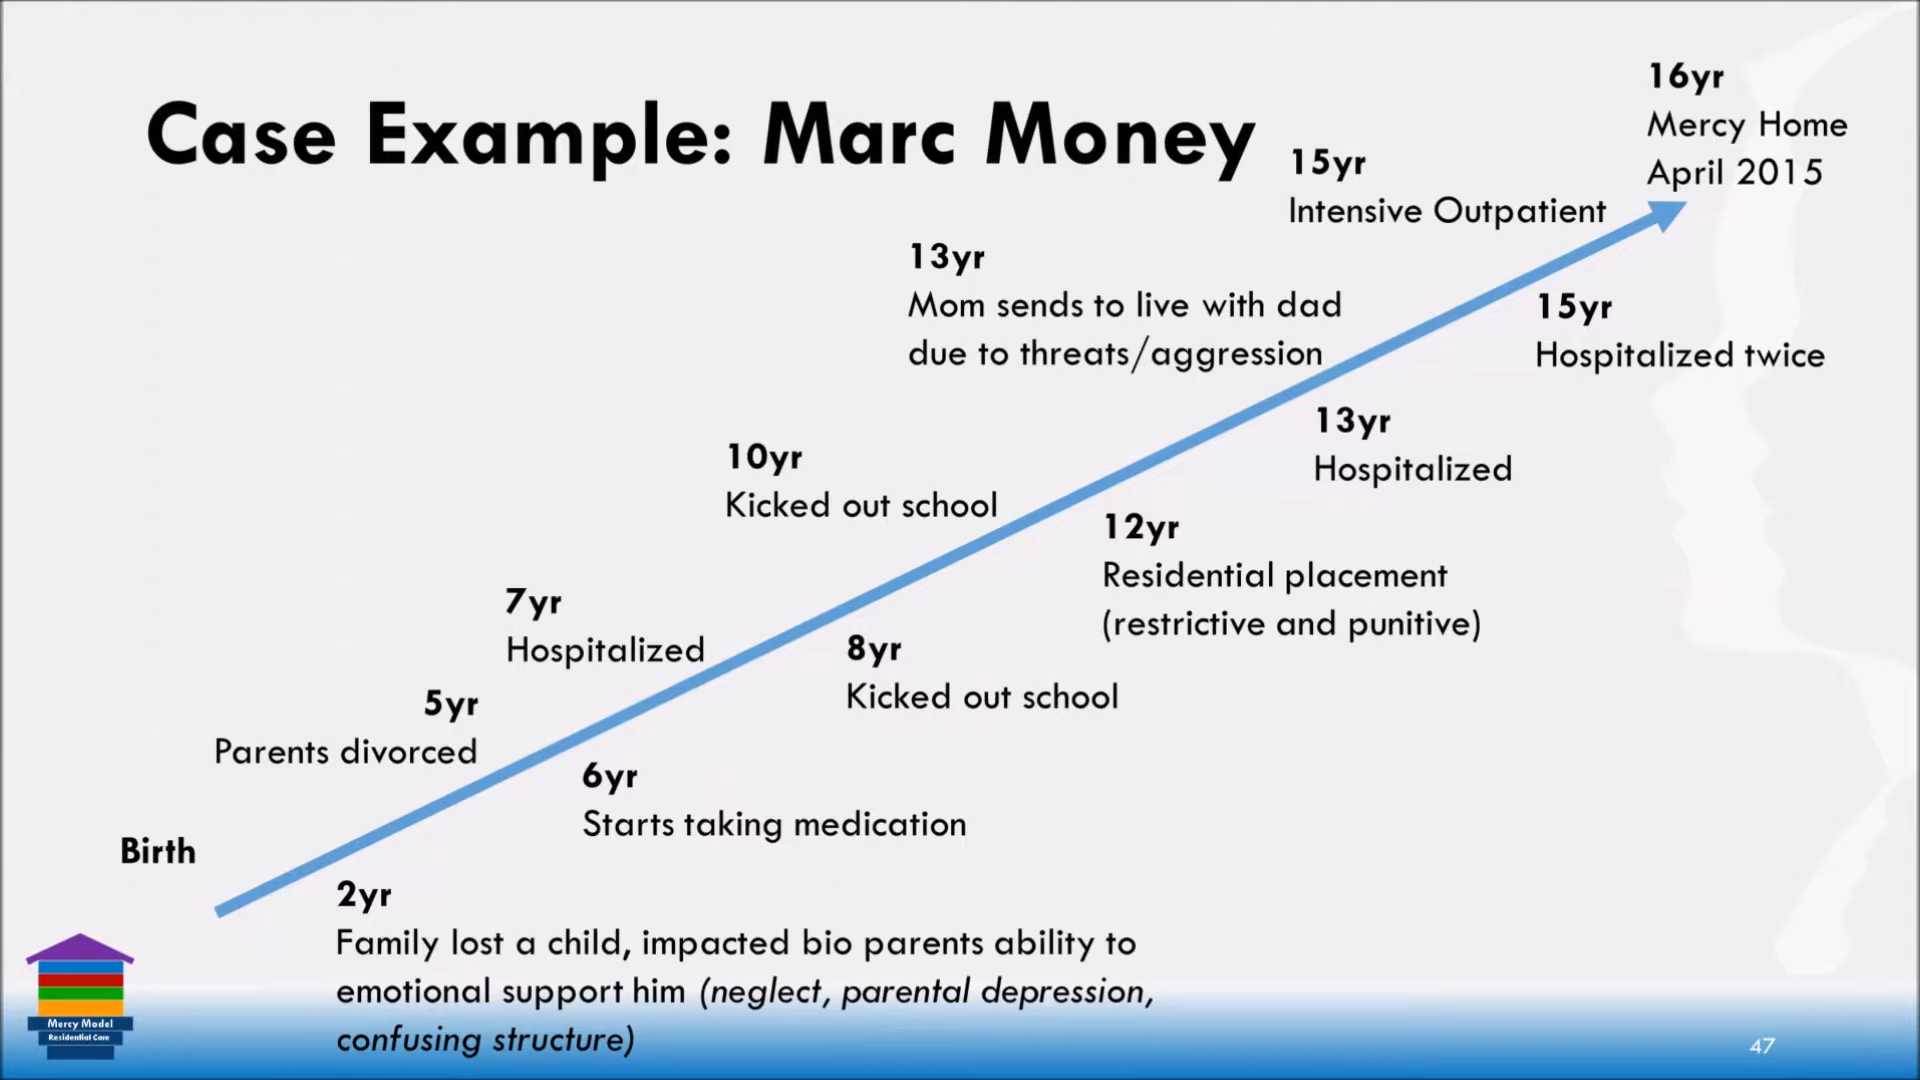 Case Example: Marc Money
16yr
Mercy Home
April 2015
15yr
Intensive Outpatient
13yr
Mom sends to live with dad
due to threats/aggression
15yr
Hospitalized twice
13yr
Hospitalized
10yr
Kicked out school
12yr
Residential placement
(restrictive and punitive)
7yr
Hospitalized
8yr
Kicked out school
5yr
Parents divorced
6yr
Starts taking medication
Birth
2yr
Family lost a child, impacted bio parents ability to
emotional support him (neglect, parental depression,
confusing structure)
Mercy Model
Residential Care
47